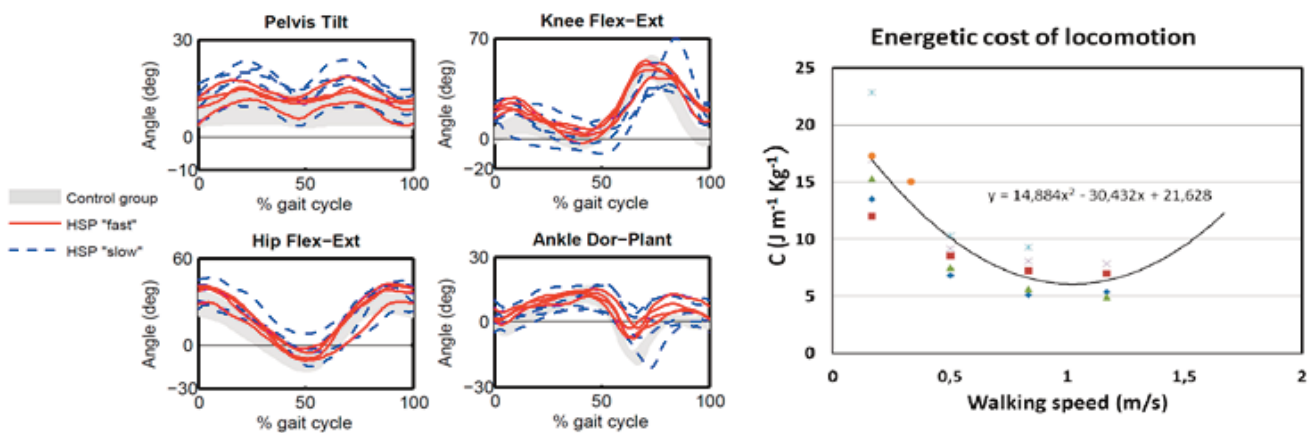 Pelvis Tilt
30
0
−10
Angle (deg)
0 50 100
% gait cycle
Knee Flex−Ext
70
0
−20
Angle (deg)
0 50 100
% gait cycle
Control group
HSP "fast"
HSP "slow"
Hip Flex−Ext
60
0
−30
Angle (deg)
0 50 100
% gait cycle
Ankle Dor−Plant
30
0
−30
Angle (deg)
0 50 100
% gait cycle
Energetic cost of locomotion
25
20
15
10
5
0
C (J m⁻¹ Kg⁻¹)
y = 14,884x² - 30,432x + 21,628
0 0,5 1 1,5 2
Walking speed (m/s)